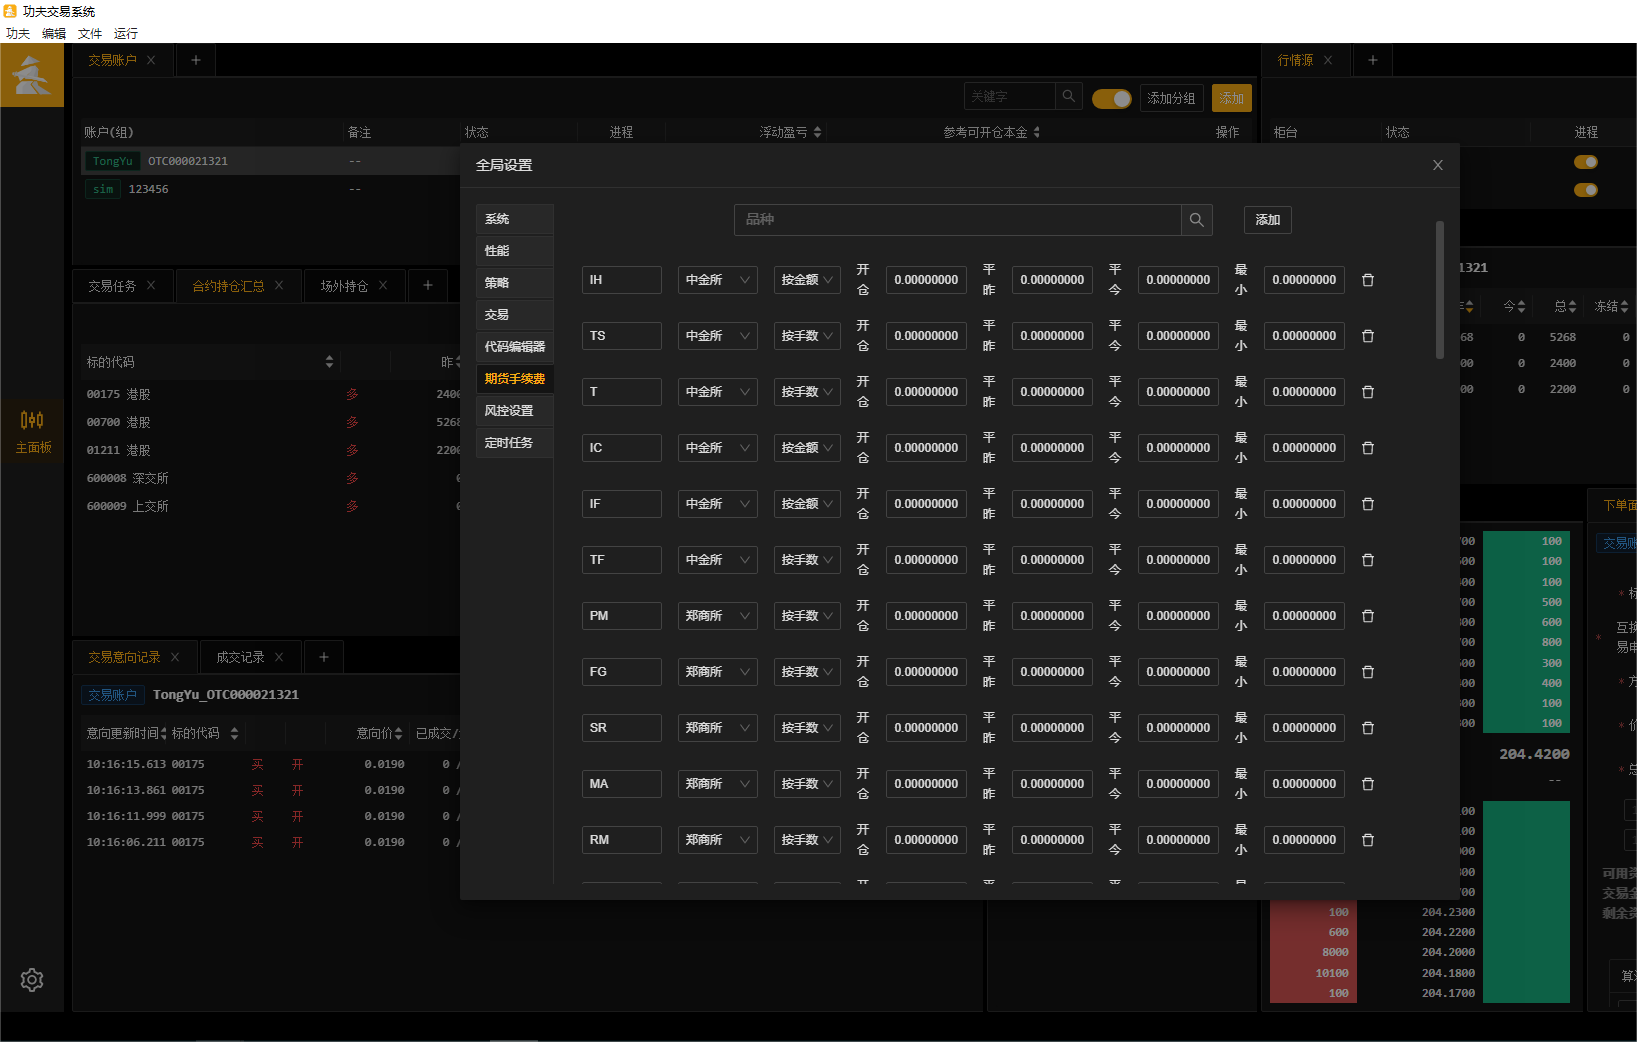 功夫交易系统
功夫 编辑 文件 运行
交易账户
行情源
关键字 添加分组 添加
账户(组) 备注 状态 进程 浮动盈亏 参考可开仓本金 操作 柜台 状态 进程
TongYu OTC000021321 --
sim 123456 --
全局设置
系统
性能
策略
交易
代码编辑器
期货手续费
风控设置
定时任务
品种 添加
IH 中金所 按金额 开仓 0.00000000 平昨 0.00000000 平今 0.00000000 最小 0.00000000
TS 中金所 按手数 开仓 0.00000000 平昨 0.00000000 平今 0.00000000 最小 0.00000000
T 中金所 按手数 开仓 0.00000000 平昨 0.00000000 平今 0.00000000 最小 0.00000000
IC 中金所 按金额 开仓 0.00000000 平昨 0.00000000 平今 0.00000000 最小 0.00000000
IF 中金所 按金额 开仓 0.00000000 平昨 0.00000000 平今 0.00000000 最小 0.00000000
TF 中金所 按手数 开仓 0.00000000 平昨 0.00000000 平今 0.00000000 最小 0.00000000
PM 郑商所 按手数 开仓 0.00000000 平昨 0.00000000 平今 0.00000000 最小 0.00000000
FG 郑商所 按手数 开仓 0.00000000 平昨 0.00000000 平今 0.00000000 最小 0.00000000
SR 郑商所 按手数 开仓 0.00000000 平昨 0.00000000 平今 0.00000000 最小 0.00000000
MA 郑商所 按手数 开仓 0.00000000 平昨 0.00000000 平今 0.00000000 最小 0.00000000
RM 郑商所 按手数 开仓 0.00000000 平昨 0.00000000 平今 0.00000000 最小 0.00000000
主面板
交易任务 合约持仓汇总 场外持仓
标的代码 昨
00175 港股 多 2400
00700 港股 多 5268
01211 港股 多 2200
600008 深交所 多
600009 上交所 多
交易意向记录 成交记录
交易账户 TongYu_OTC000021321
意向更新时间 标的代码 意向价 已成交/
10:16:15.613 00175 买 开 0.0190 0 /
10:16:13.861 00175 买 开 0.0190 0 /
10:16:11.999 00175 买 开 0.0190 0 /
10:16:06.211 00175 买 开 0.0190 0 /
1321
今 总 冻结
68 0 5268 0
00 0 2400 0
00 0 2200 0
下单面
交易账
00 100
00 100
00 100
00 500
00 600
00 800
00 300
00 400
00 100
00 100
204.4200
--
00
00
00
00
00
100 204.2300
600 204.2200
8000 204.2000
10100 204.1800
100 204.1700
* 标
* 互换
易申
* 方
* 价
* 总
可用资
交易金
剩余资
算